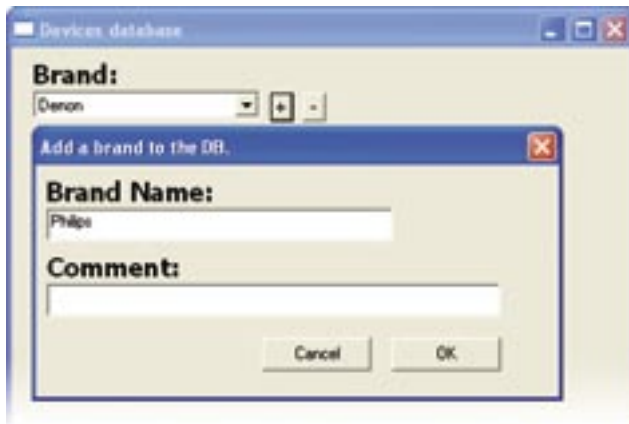 Devices database
Brand:
Denon
+ -
Add a brand to the DB.
Brand Name:
Philips
Comment:
Cancel OK